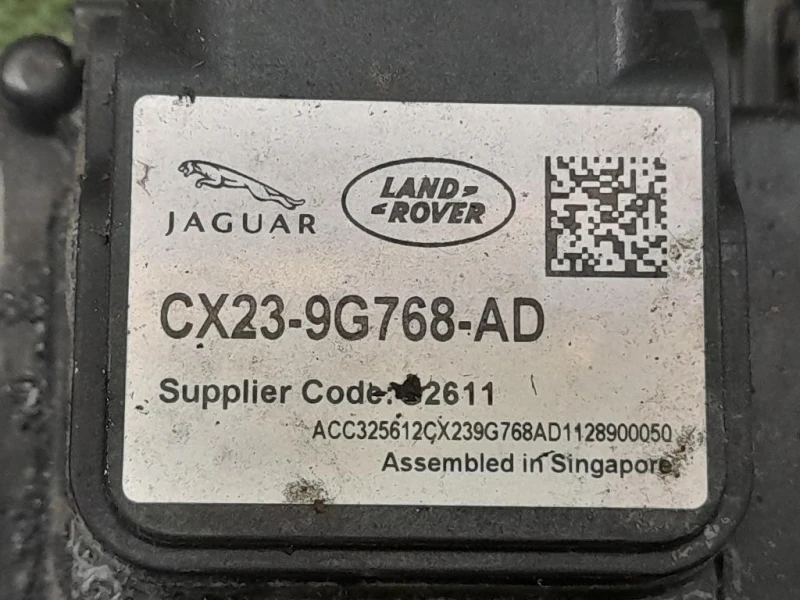 JAGUAR
LAND
ROVER
CX23-9G768-AD
Supplier Code:
ACC325612CX239G768AD1128900050
Assembled in Singapore